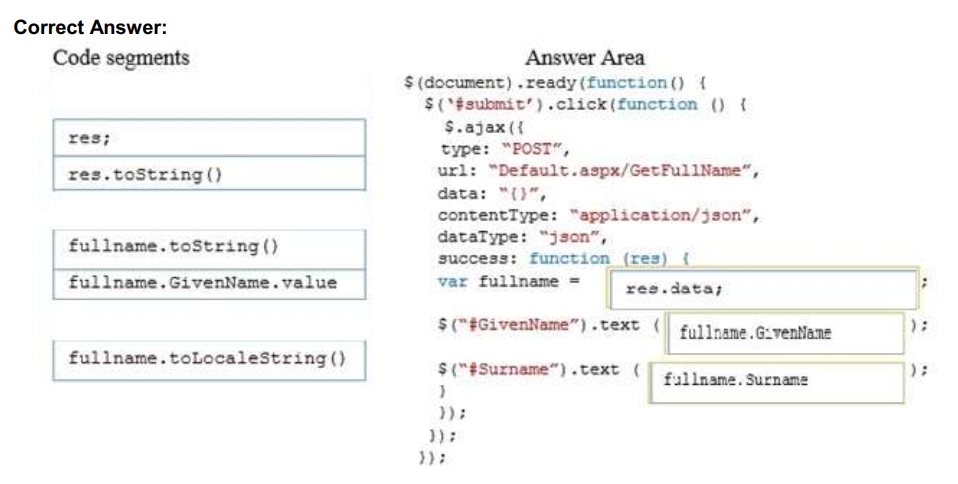 Correct Answer:
Code segments
res;
res.toString()
fullname.toString()
fullname.GivenName.value
fullname.toLocaleString()
Answer Area
$(document).ready(function() {
$(‘#submit’).click(function () {
$.ajax({
type: “POST”,
url: “Default.aspx/GetFullName”,
data: “{}”,
contentType: “application/json”,
dataType: “json”,
success: function (res) {
var fullname = res.data; ;
$(“#GivenName”).text ( fullname.GivenName );
$(“#Surname”).text ( fullname.Surname );
}
});
});
});